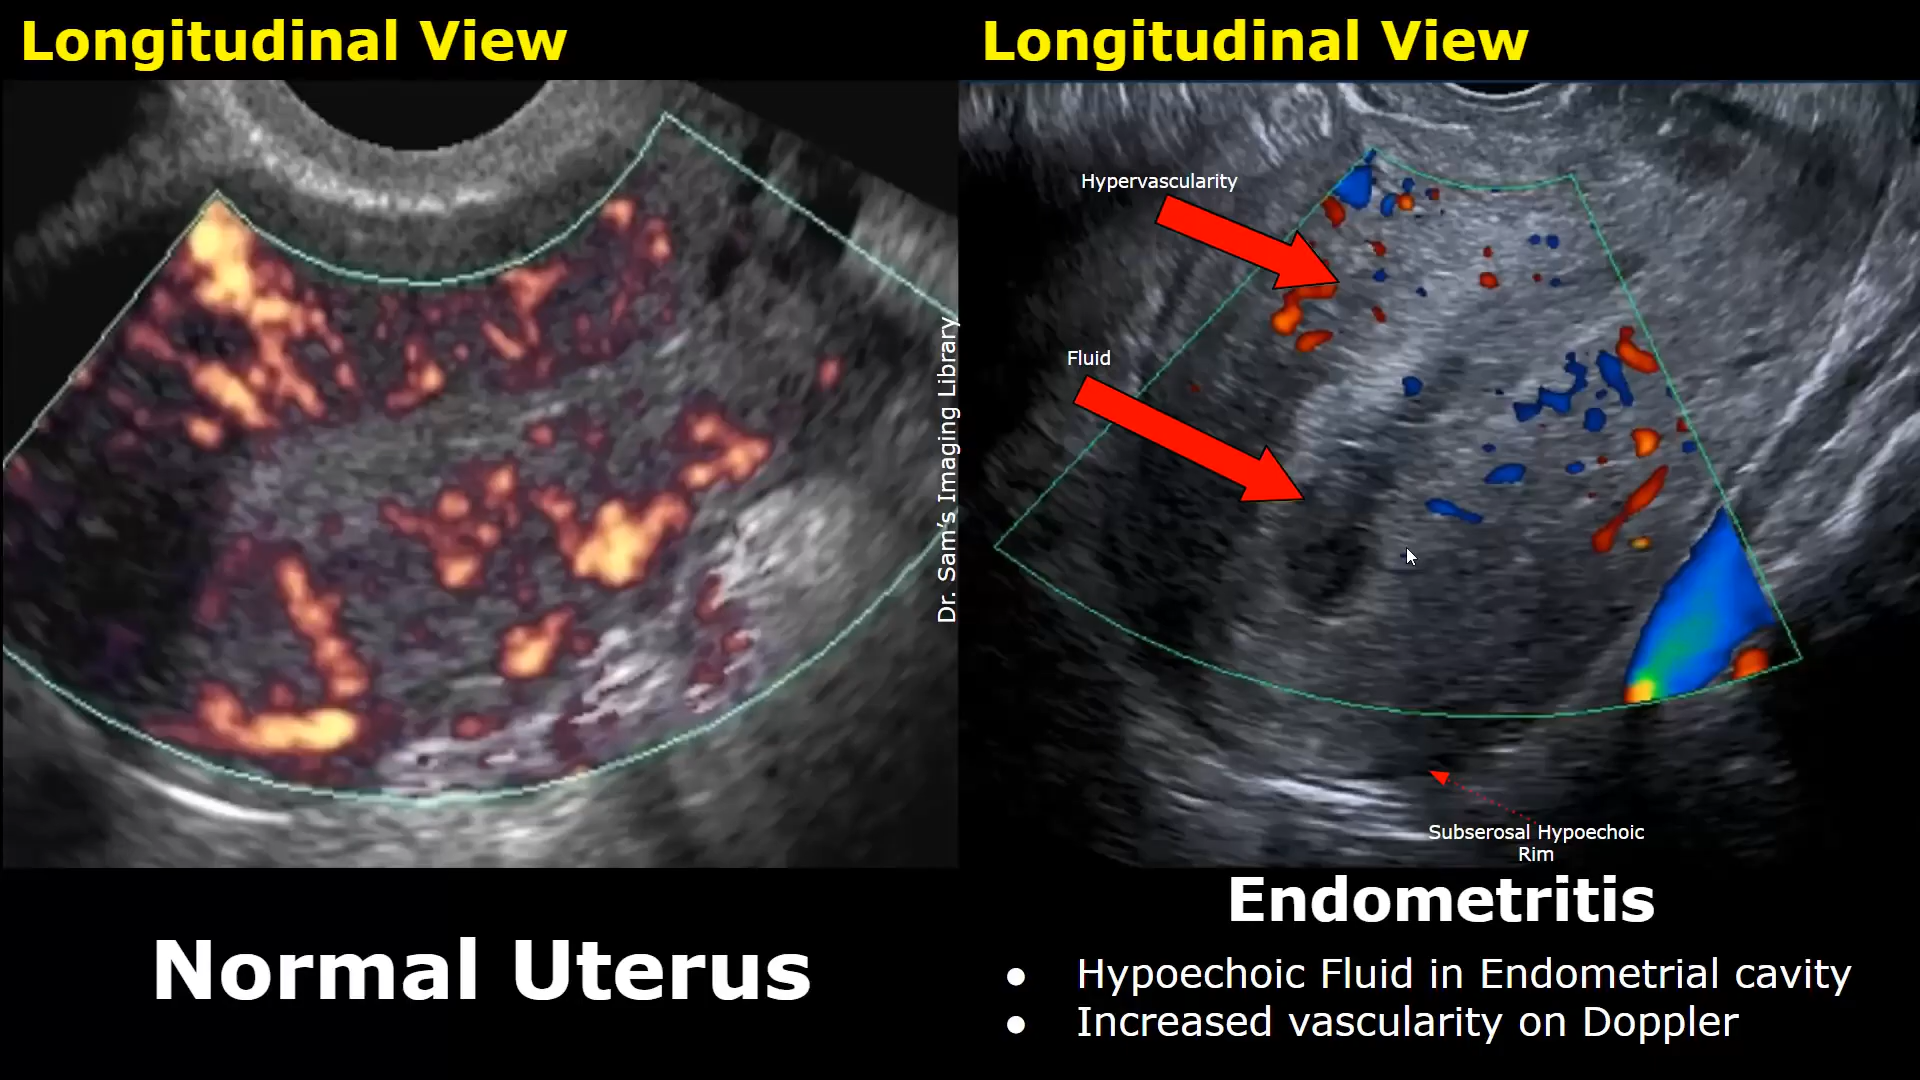 Longitudinal View
Longitudinal View
Hypervascularity
Fluid
Dr. Sam's Imaging Library
Subserosal Hypoechoic
Rim
Normal Uterus
Endometritis
● Hypoechoic Fluid in Endometrial cavity
● Increased vascularity on Doppler